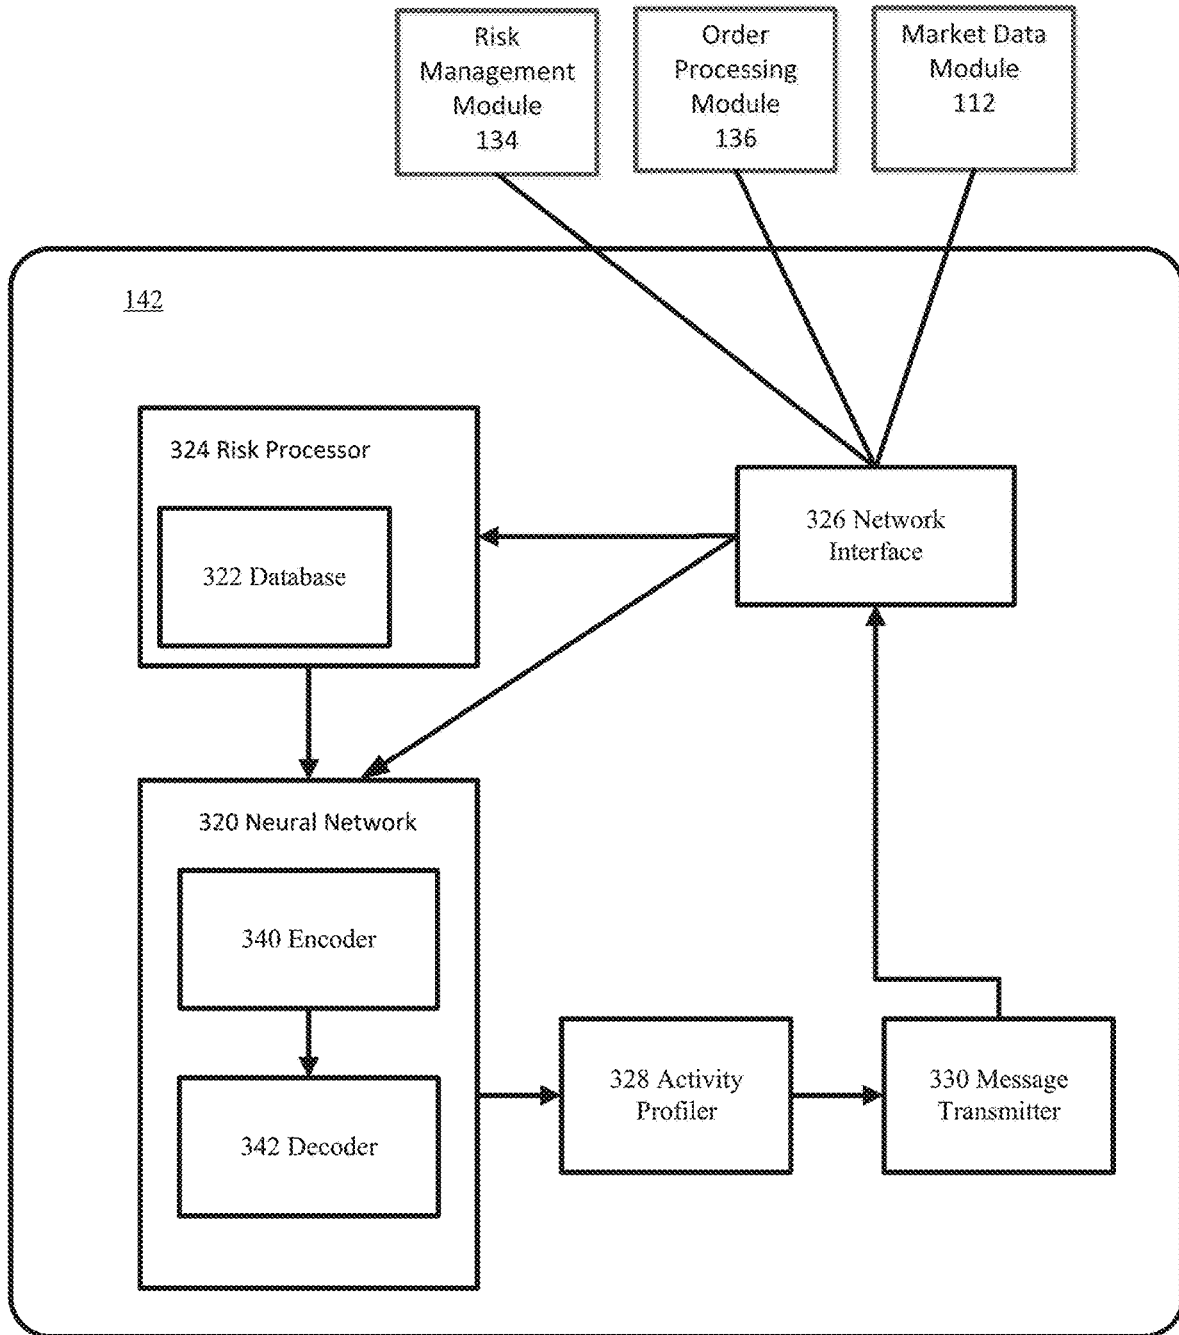 Risk
Management
Module
134
Order
Processing
Module
136
Market Data
Module
112
142
324 Risk Processor
322 Database
326 Network
Interface
320 Neural Network
340 Encoder
342 Decoder
328 Activity
Profiler
330 Message
Transmitter